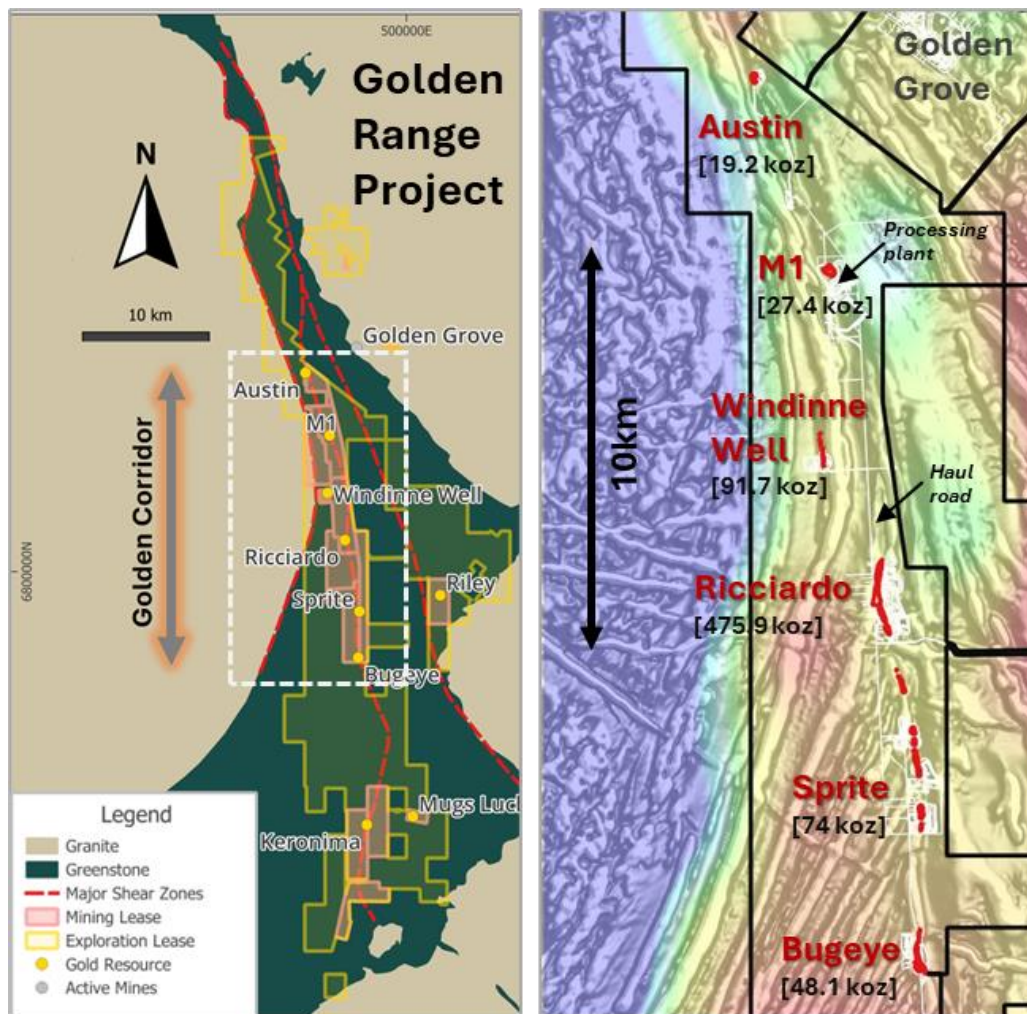 500000E
Golden
Range
Project
N
10 km
Golden Grove
Austin
M1
Golden Corridor
Windinne Well
Ricciardo
6800000N
Riley
Sprite
Bugeye
Mugs Luc
Keronima
Legend
Granite
Greenstone
Major Shear Zones
Mining Lease
Exploration Lease
Gold Resource
Active Mines
Golden
Grove
Austin
[19.2 koz]
Processing
plant
M1
[27.4 koz]
10km
Windinne
Well
[91.7 koz]
Haul
road
Ricciardo
[475.9 koz]
Sprite
[74 koz]
Bugeye
[48.1 koz]